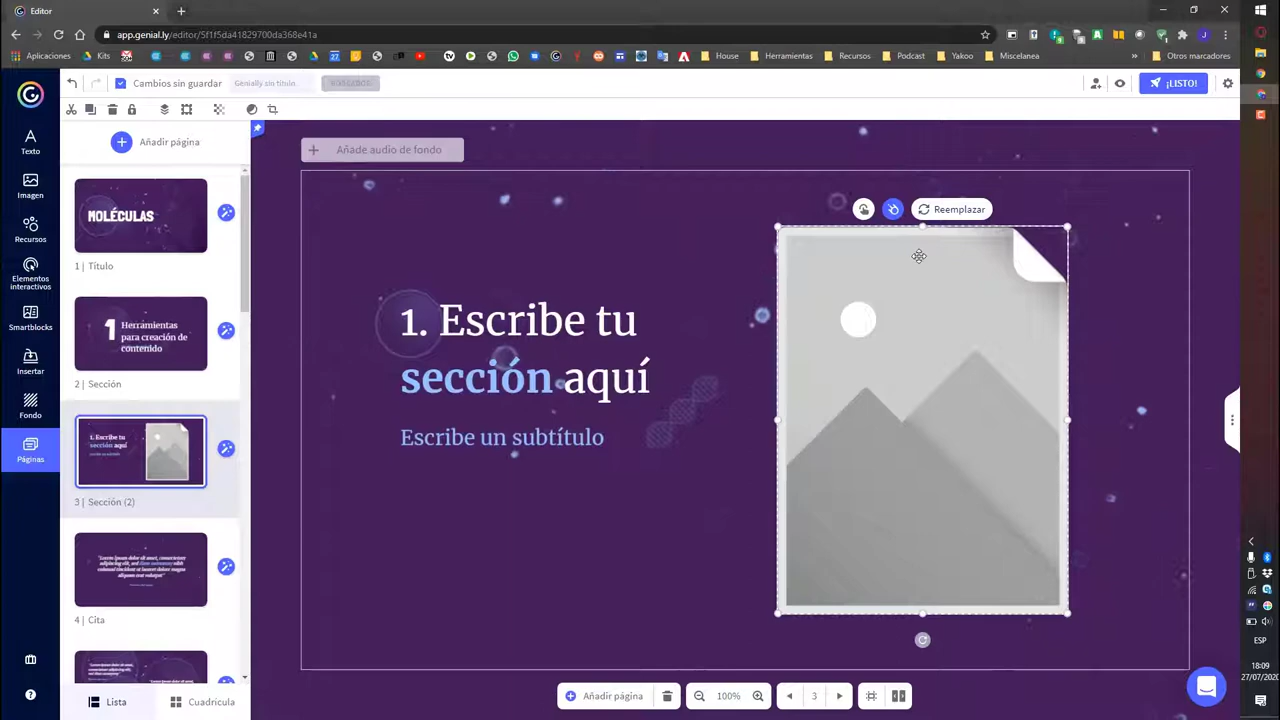 Editor
app.genial.ly/editor/5f1f5da41829700da368e41a
Aplicaciones
Kits
House
Herramientas
Recursos
Podcast
Yakoo
Miscelanea
Otros marcadores
Cambios sin guardar
Genially sin título
¡LISTO!
Texto
Imagen
Recursos
Elementos
interactivos
Smartblocks
Insertar
Fondo
Páginas
Añadir página
MOLÉCULAS
1 | Título
1 Herramientas
para creación de
contenido
2 | Sección
1. Escribe tu
sección aquí
3 | Sección (2)
4 | Cita
Lista
Cuadrícula
Añade audio de fondo
Reemplazar
1. Escribe tu
sección aquí
Escribe un subtítulo
Añadir página
100%
3
ESP
18:09
27/07/2020